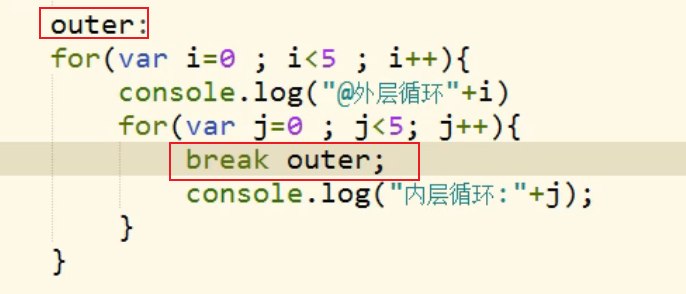 outer:
for(var i=0 ; i<5 ; i++){
console.log("@外层循环"+i)
for(var j=0 ; j<5; j++){
break outer;
console.log("内层循环:"+j);
}
}